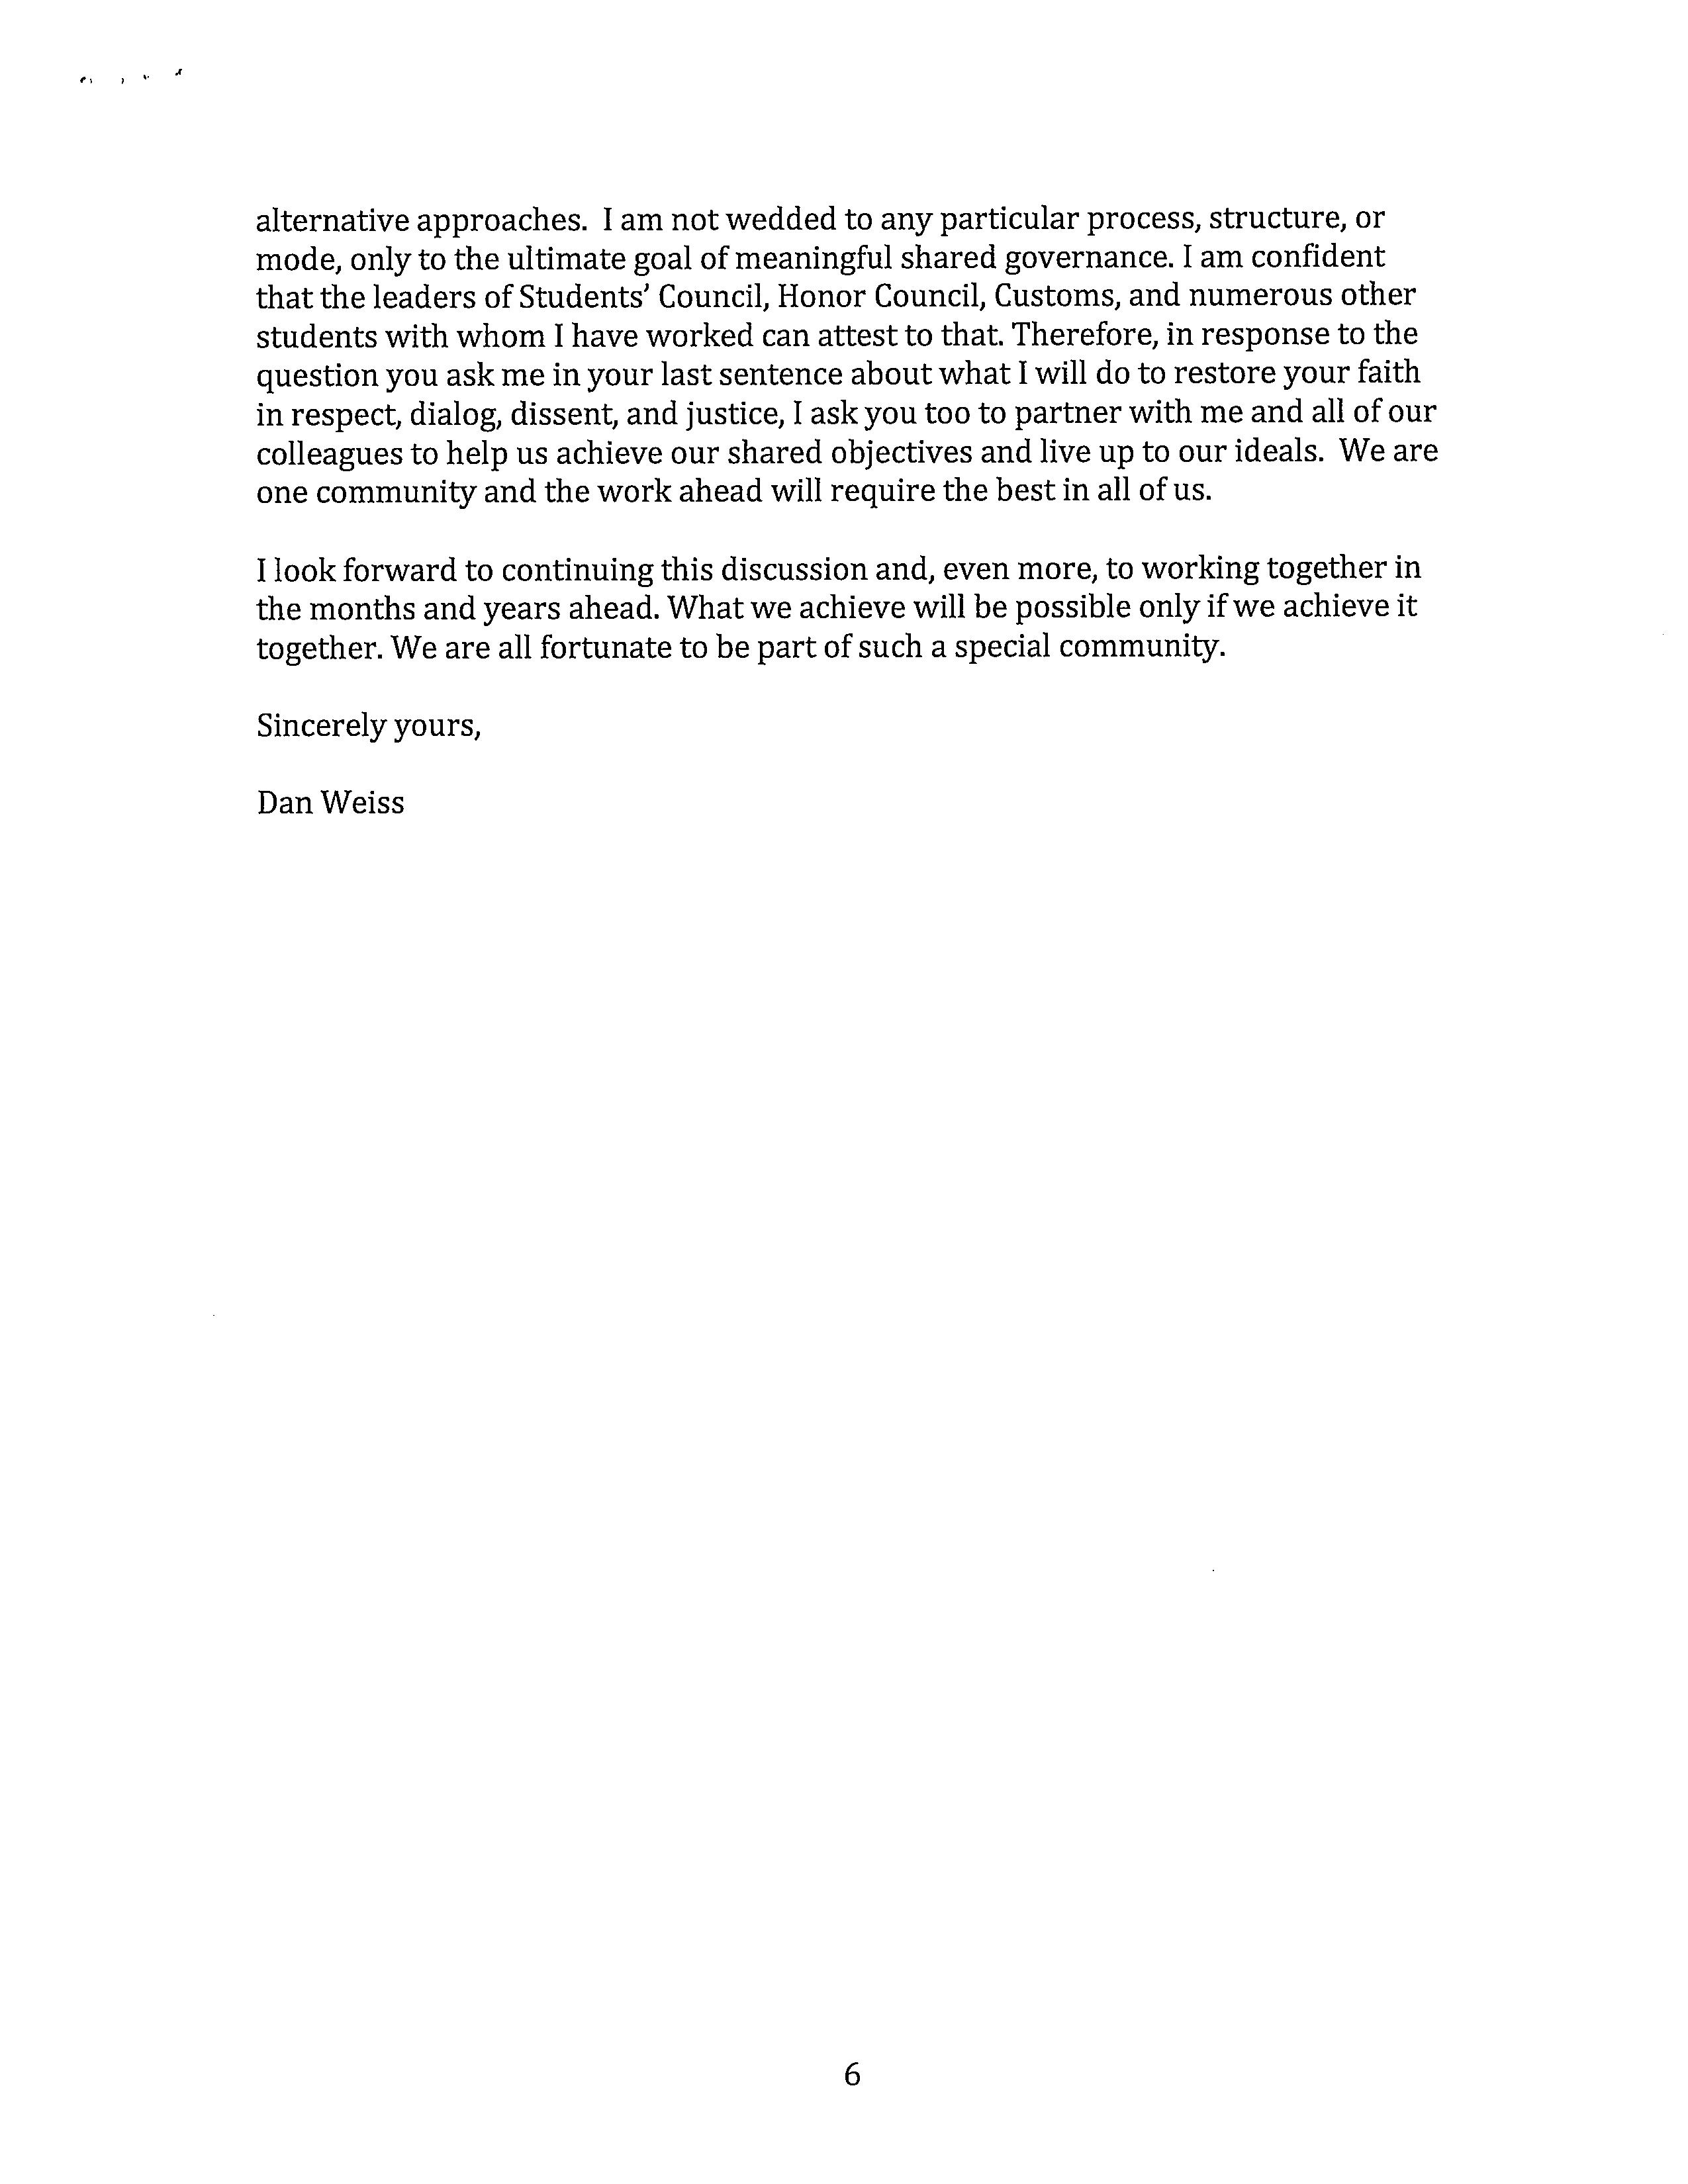 alternative approaches.  I am not wedded to any particular process, structure, or
mode, only to the ultimate goal of meaningful shared governance. I am confident
that the leaders of Students’ Council, Honor Council, Customs, and numerous other
students with whom I have worked can attest to that. Therefore, in response to the
question you ask me in your last sentence about what I will do to restore your faith
in respect, dialog, dissent, and justice, I ask you too to partner with me and all of our
colleagues to help us achieve our shared objectives and live up to our ideals.  We are
one community and the work ahead will require the best in all of us.
I look forward to continuing this discussion and, even more, to working together in
the months and years ahead. What we achieve will be possible only if we achieve it
together. We are all fortunate to be part of such a special community.
Sincerely yours,
Dan Weiss
6